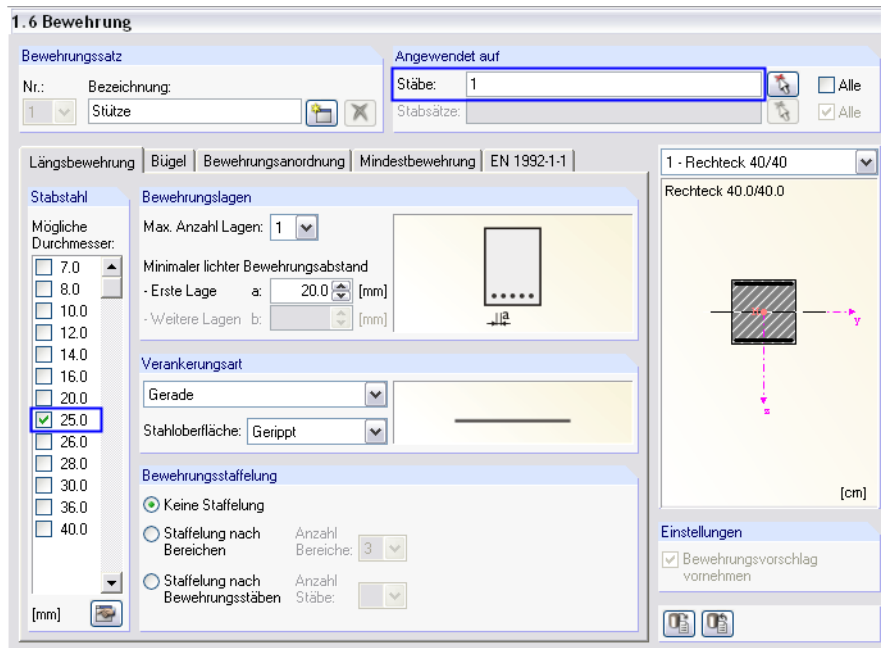 1.6 Bewehrung
Bewehrungssatz
Nr.: Bezeichnung:
1 Stütze
Angewendet auf
Stäbe: 1 Alle
Stabsätze: Alle
Längsbewehrung Bügel Bewehrungsanordnung Mindestbewehrung EN 1992-1-1
Stabstahl
Mögliche
Durchmesser:
7.0
8.0
10.0
12.0
14.0
16.0
20.0
25.0
26.0
28.0
30.0
36.0
40.0
[mm]
Bewehrungslagen
Max. Anzahl Lagen: 1
Minimaler lichter Bewehrungsabstand
- Erste Lage a: 20.0 [mm]
- Weitere Lagen b: [mm]
a
Verankerungsart
Gerade
Stahloberfläche: Gerippt
Bewehrungsstaffelung
Keine Staffelung
Staffelung nach Bereichen Anzahl Bereiche: 3
Staffelung nach Bewehrungsstäben Anzahl Stäbe:
1 - Rechteck 40/40
Rechteck 40.0/40.0
y
z
[cm]
Einstellungen
Bewehrungsvorschlag
vornehmen